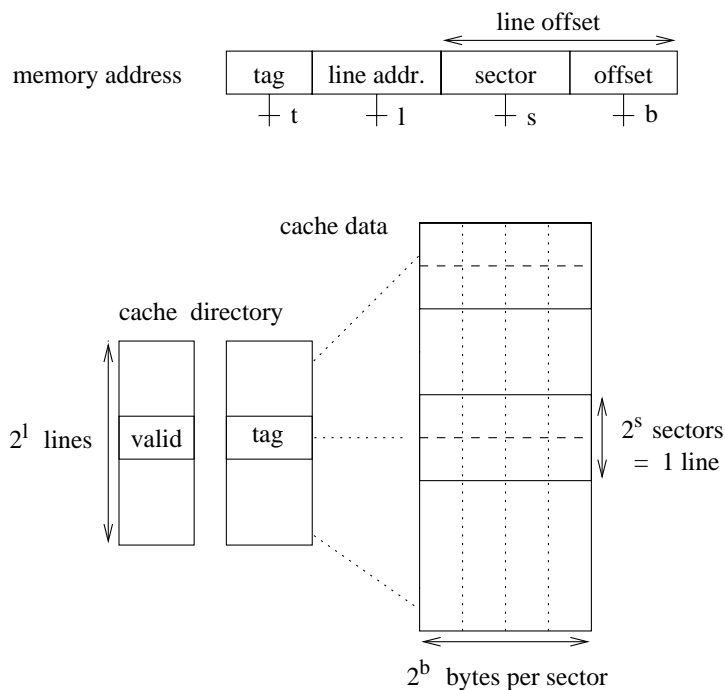 line offset
memory address tag line addr. sector offset
t l s b
cache data
cache directory
2^l lines valid tag 2^s sectors
= 1 line
2^b bytes per sector